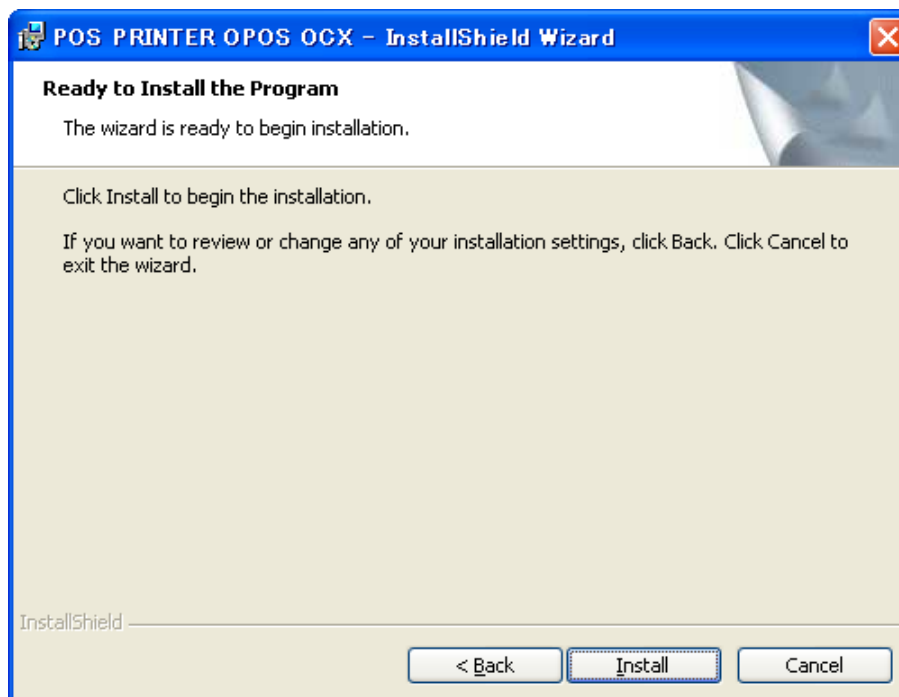 POS PRINTER OPOS OCX - InstallShield Wizard
Ready to Install the Program
The wizard is ready to begin installation.
Click Install to begin the installation.
If you want to review or change any of your installation settings, click Back. Click Cancel to
exit the wizard.
InstallShield
< Back
Install
Cancel